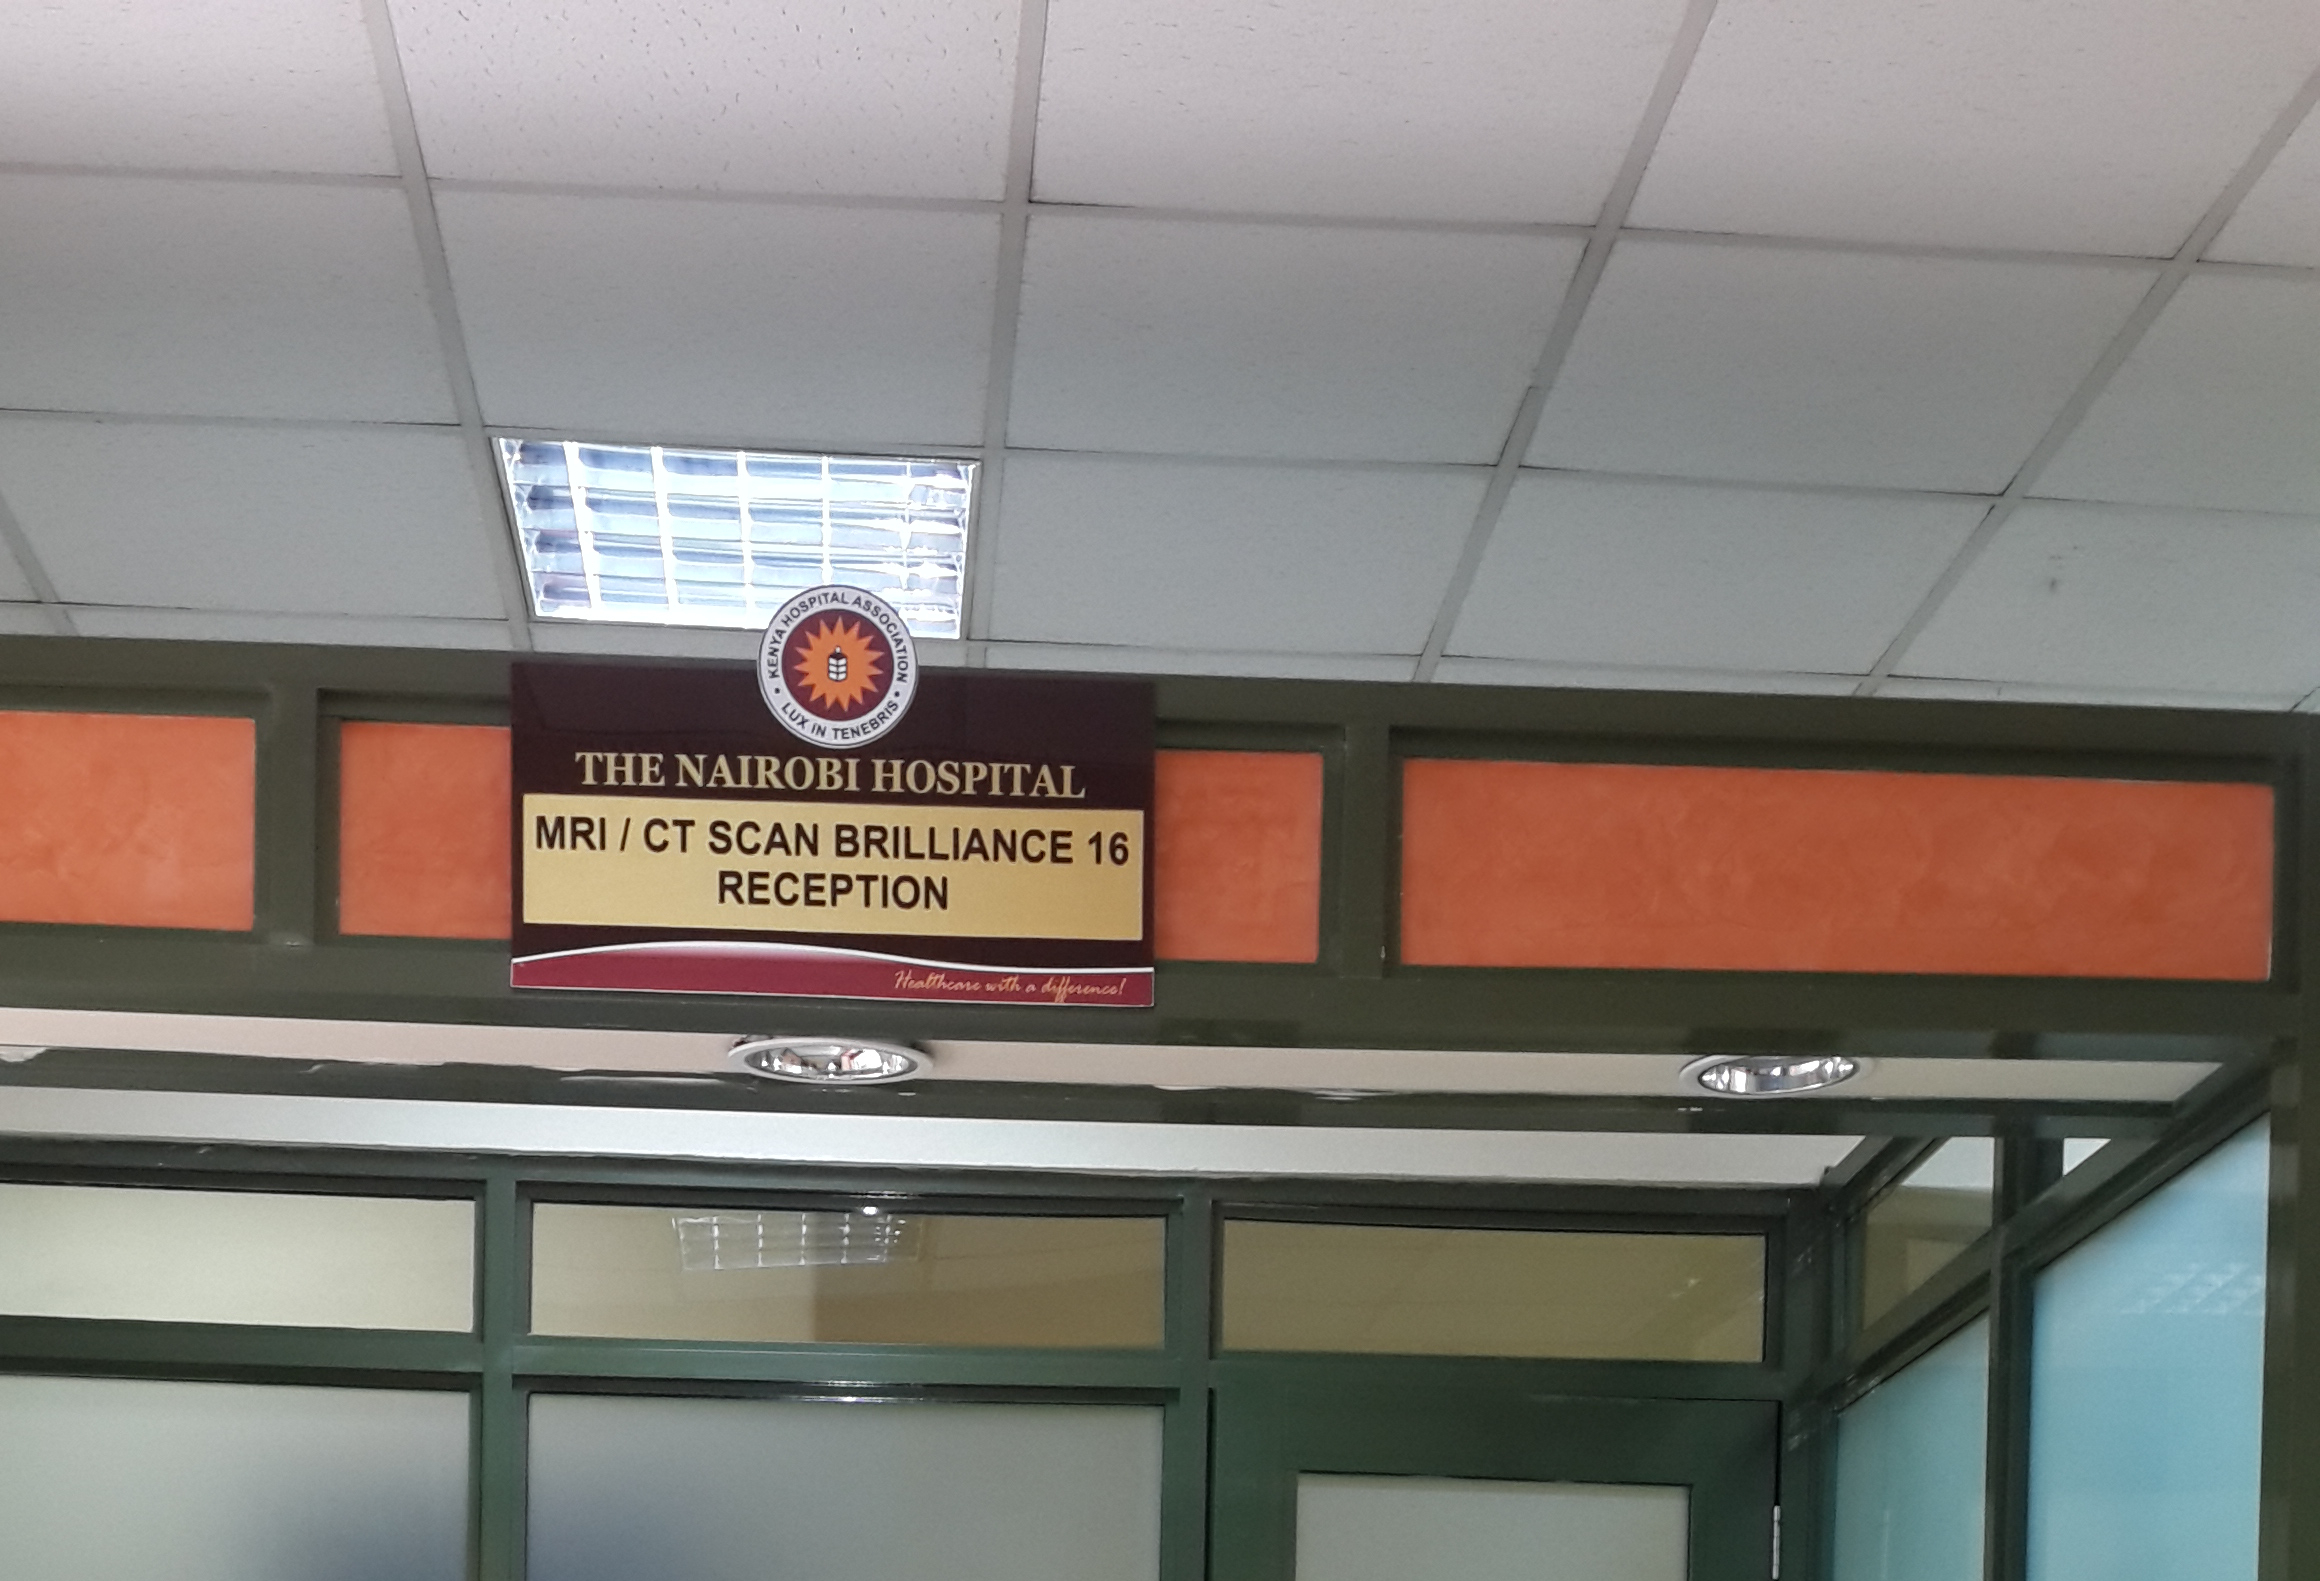 KENYA HOSPITAL ASSOCIATION
• LUX IN TENEBRIS •
THE NAIROBI HOSPITAL
MRI / CT SCAN BRILLIANCE 16
RECEPTION
Healthcare with a difference!